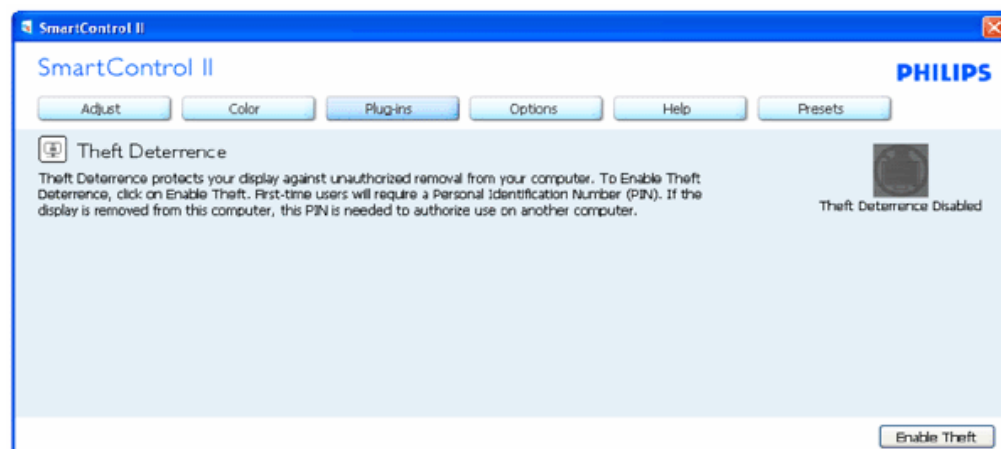 SmartControl II
SmartControl II
PHILIPS
Adjust
Color
Plug-ins
Options
Help
Presets
Theft Deterrence
Theft Deterrence protects your display against unauthorized removal from your computer. To Enable Theft
Deterrence, click on Enable Theft. First-time users will require a Personal Identification Number (PIN). If the
display is removed from this computer, this PIN is needed to authorize use on another computer.
Theft Deterrence Disabled
Enable Theft